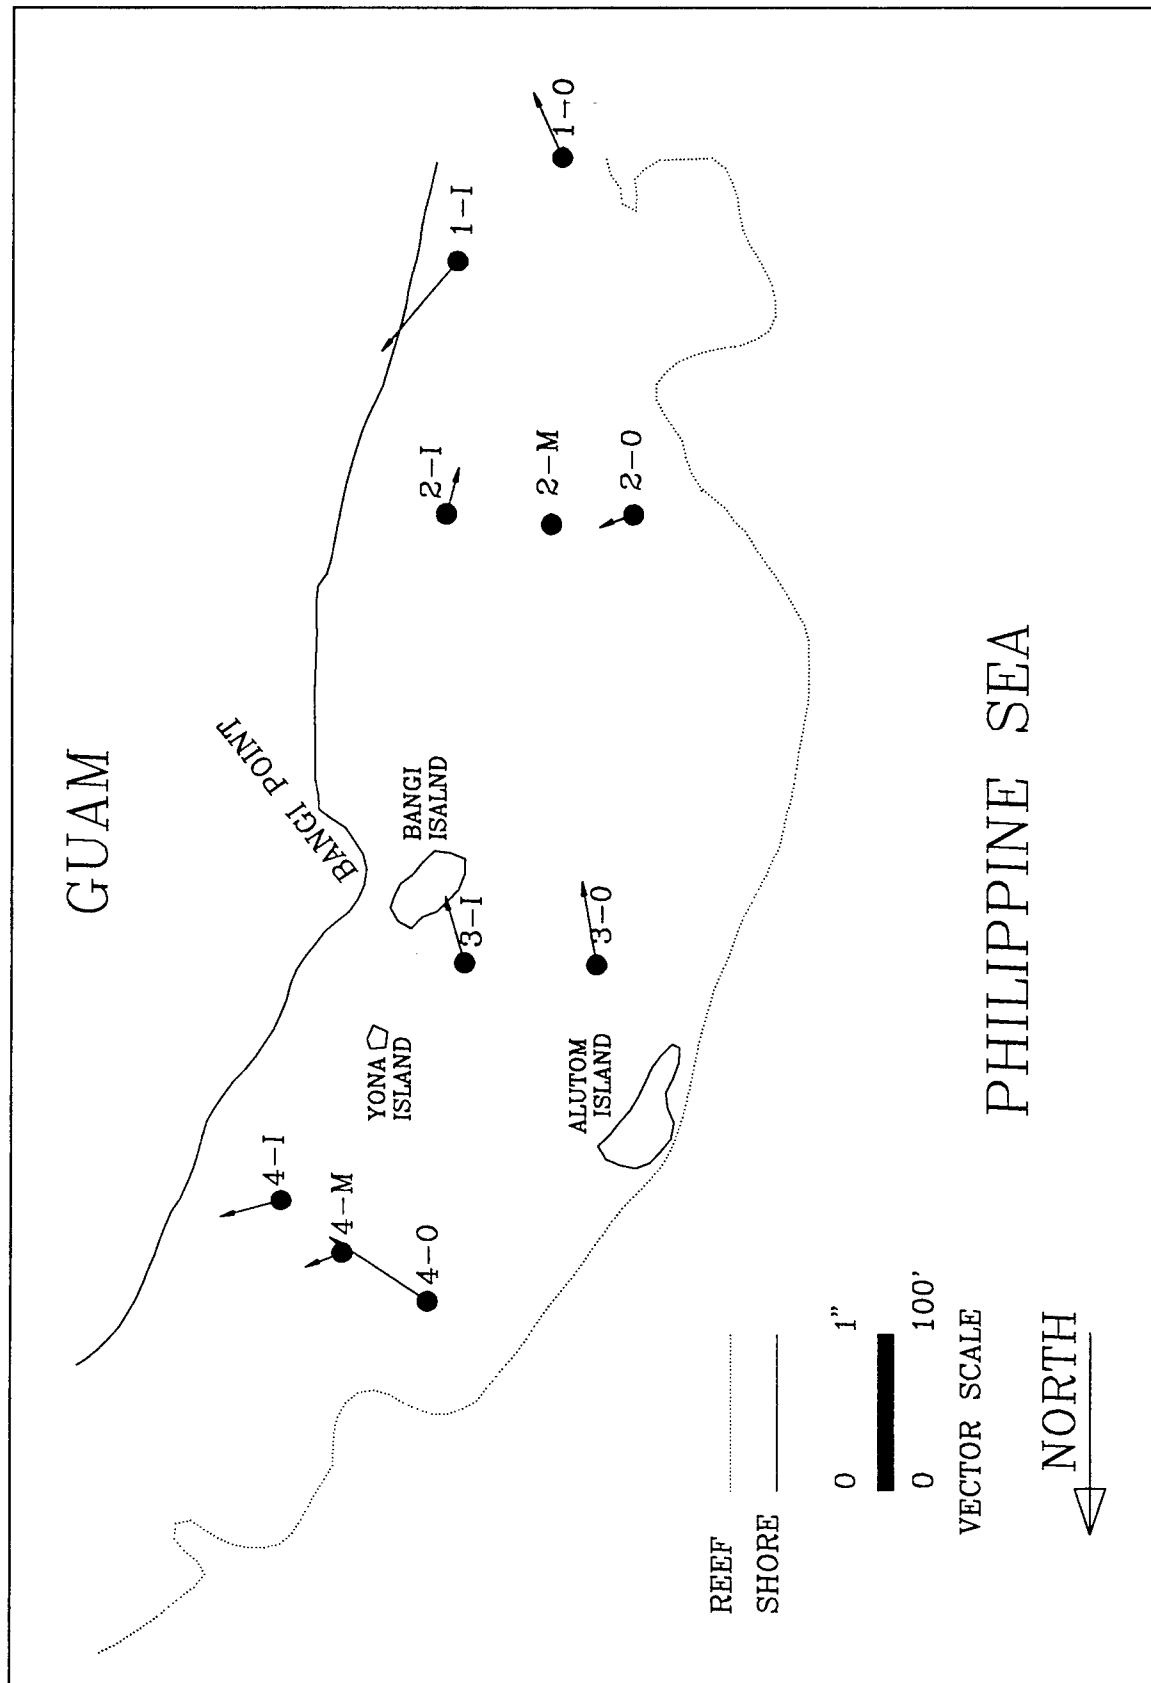 GUAM
BANGI POINT
4-I
4-M
4-O
YONA
ISLAND
BANGI
ISALND
3-I
3-O
ALUTOM
ISLAND
2-I
2-M
2-O
1-I
1-O
PHILIPPINE SEA
REEF
SHORE
0 1"
0 100'
VECTOR SCALE
NORTH